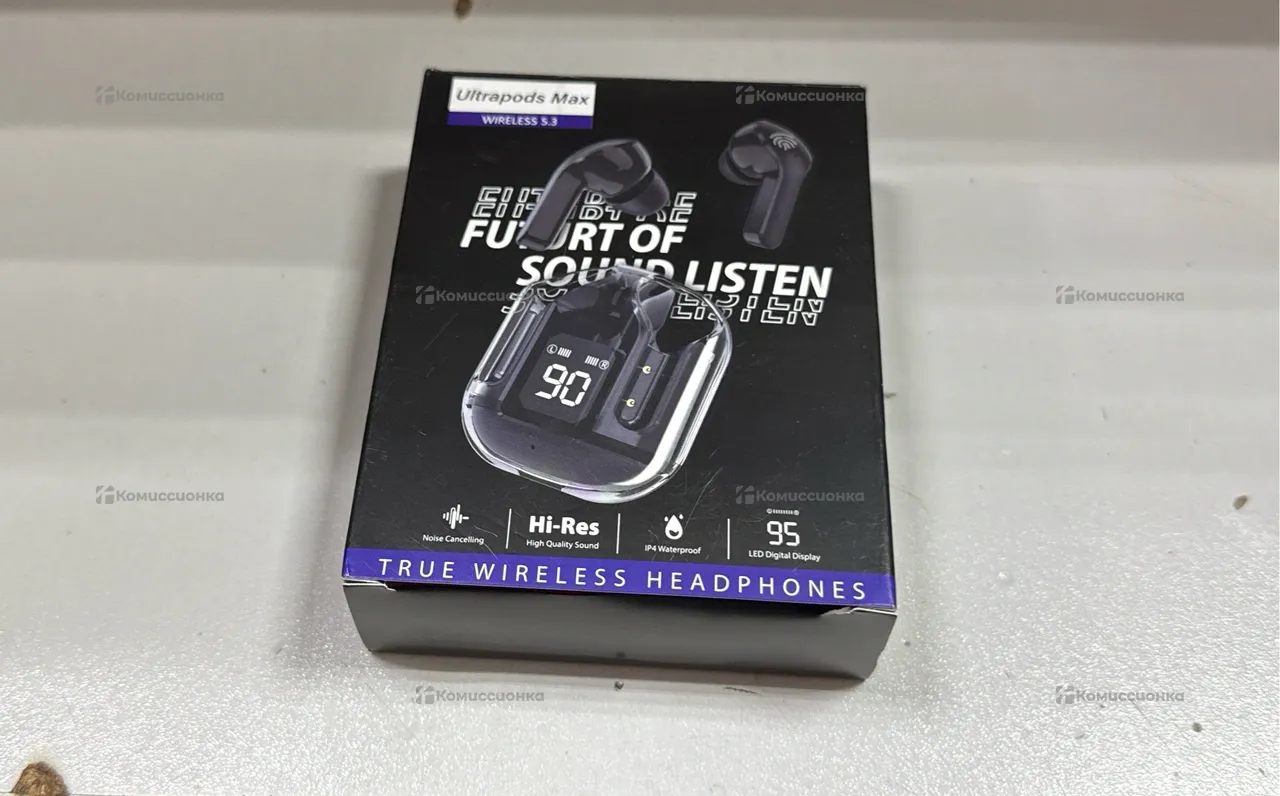 Ultrapods Max
WIRELESS 5.3
FUTURT OF
SOUND LISTEN
L R
90
Noise Cancelling
Hi-Res
High Quality Sound
IP4 Waterproof
95
LED Digital Display
TRUE WIRELESS HEADPHONES
Комиссионка
Комиссионка
Комиссионка
Комиссионка
Комиссионка
Комиссионка
Комиссионка
Комиссионка